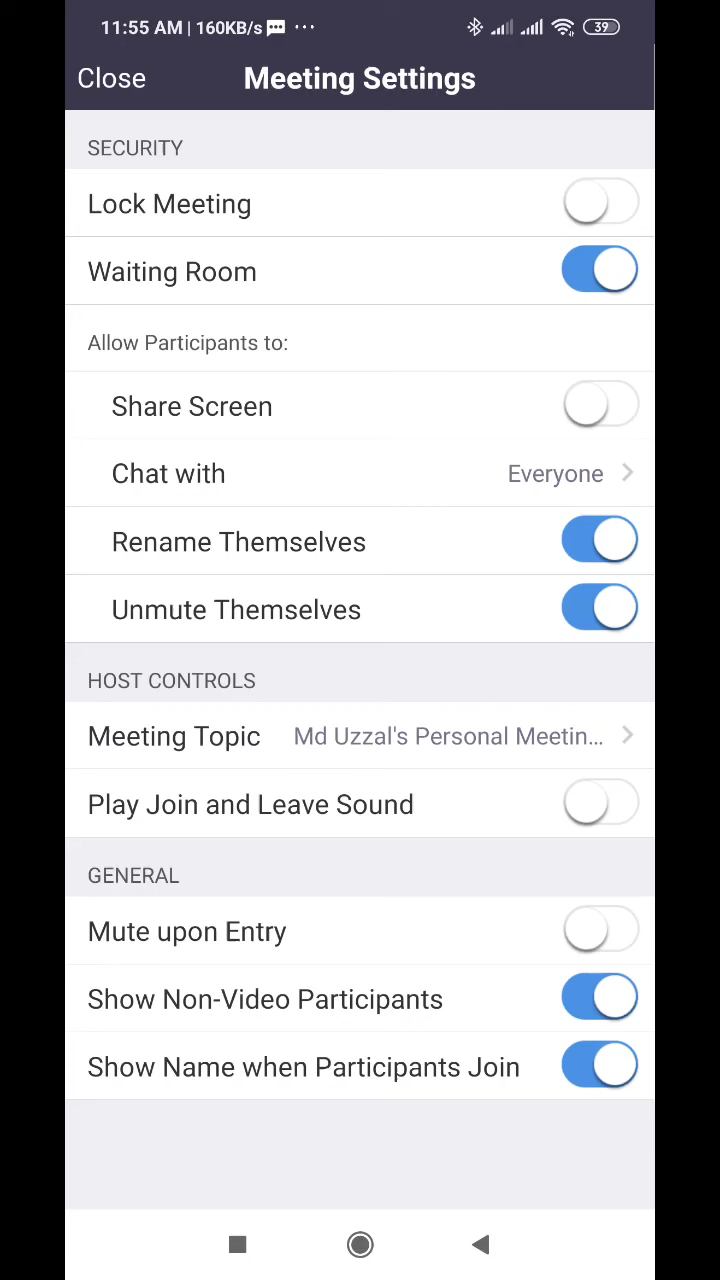 11:55 AM | 160KB/s ... 39
Close Meeting Settings
SECURITY
Lock Meeting
Waiting Room
Allow Participants to:
Share Screen
Chat with Everyone
Rename Themselves
Unmute Themselves
HOST CONTROLS
Meeting Topic Md Uzzal's Personal Meetin...
Play Join and Leave Sound
GENERAL
Mute upon Entry
Show Non-Video Participants
Show Name when Participants Join